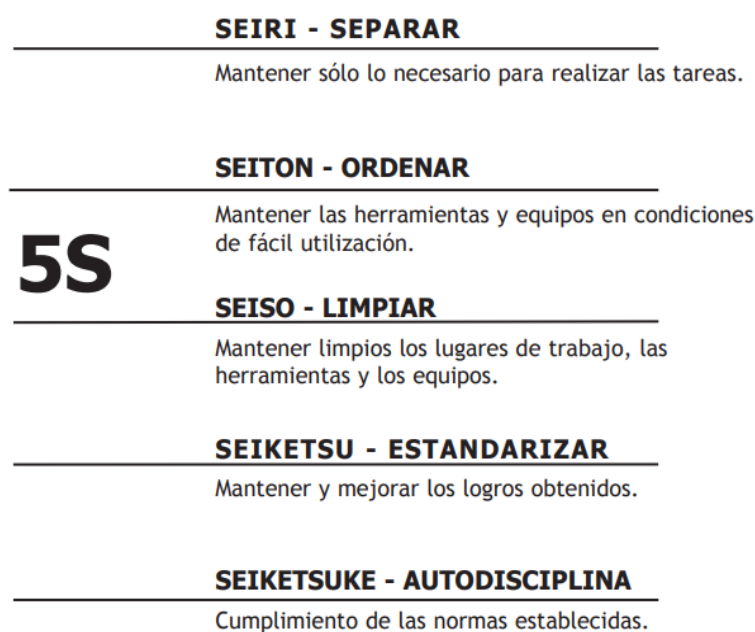 SEIRI - SEPARAR
Mantener sólo lo necesario para realizar las tareas.
SEITON - ORDENAR
Mantener las herramientas y equipos en condiciones
de fácil utilización.
5S
SEISO - LIMPIAR
Mantener limpios los lugares de trabajo, las
herramientas y los equipos.
SEIKETSU - ESTANDARIZAR
Mantener y mejorar los logros obtenidos.
SEIKETSUKE - AUTODISCIPLINA
Cumplimiento de las normas establecidas.